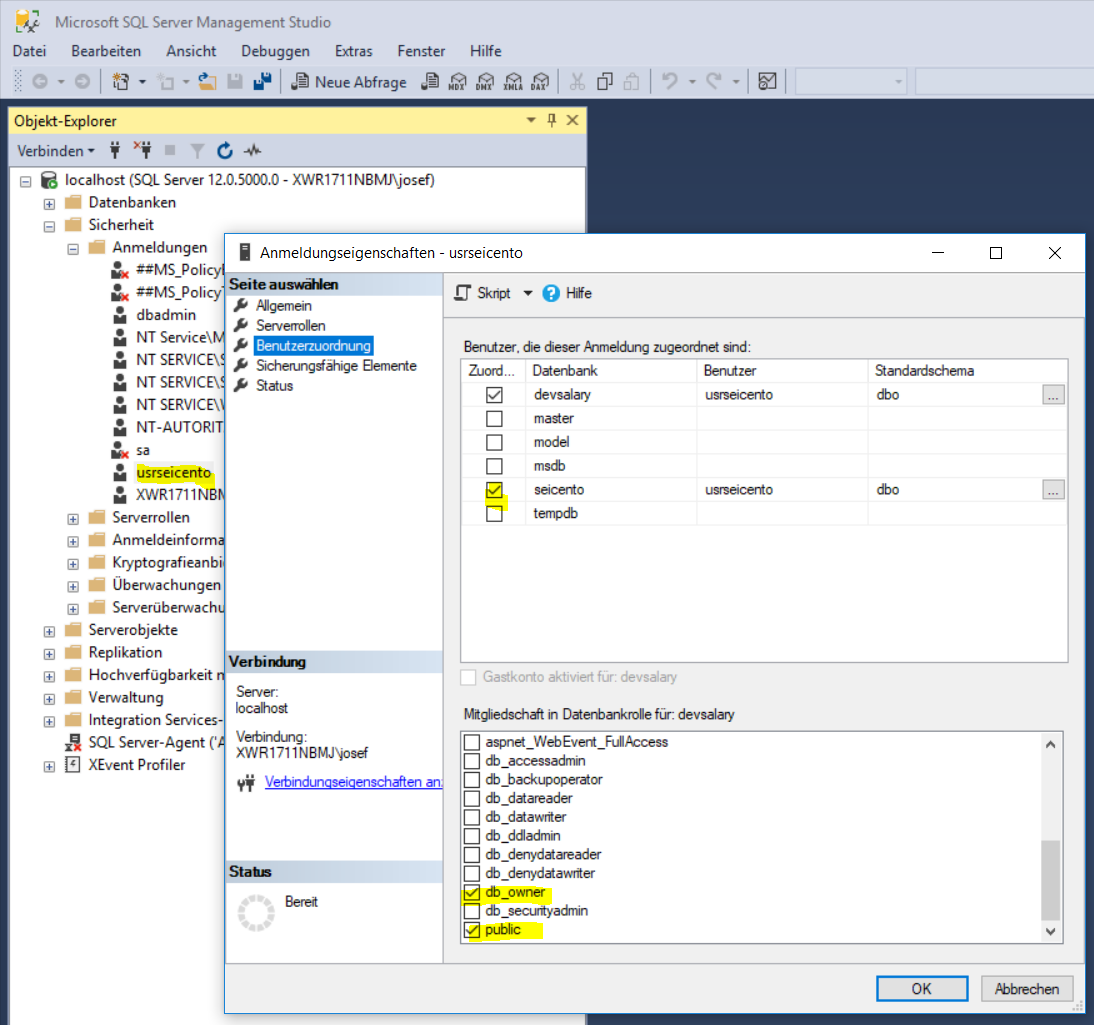 Microsoft SQL Server Management Studio
Datei Bearbeiten Ansicht Debuggen Extras Fenster Hilfe
Neue Abfrage MDX DMX XMLA DAX
Objekt-Explorer
Verbinden
localhost (SQL Server 12.0.5000.0 - XWR1711NBMJ\josef)
Datenbanken
Sicherheit
Anmeldungen
##MS_Policy
##MS_Policy
dbadmin
NT Service\M
NT SERVICE\S
NT SERVICE\S
NT SERVICE\
NT-AUTORIT
sa
usrseicento
XWR1711NBM
Serverrollen
Anmeldeinforma
Kryptografieanbi
Überwachungen
Serverüberwachu
Serverobjekte
Replikation
Hochverfügbarkeit
Verwaltung
Integration Services-
SQL Server-Agent ('A
XEvent Profiler
Anmeldungseigenschaften - usrseicento
Seite auswählen
Allgemein
Serverrollen
Benutzerzuordnung
Sicherungsfähige Elemente
Status
Verbindung
Server:
localhost
Verbindung:
XWR1711NBMJ\josef
Verbindungseigenschaften an
Status
Bereit
Skript Hilfe
Benutzer, die dieser Anmeldung zugeordnet sind:
Zuord... Datenbank Benutzer Standardschema
devsalary usrseicento dbo ...
master
model
msdb
seicento usrseicento dbo ...
tempdb
Gastkonto aktiviert für: devsalary
Mitgliedschaft in Datenbankrolle für: devsalary
aspnet_WebEvent_FullAccess
db_accessadmin
db_backupoperator
db_datareader
db_datawriter
db_ddladmin
db_denydatareader
db_denydatawriter
db_owner
db_securityadmin
public
OK Abbrechen